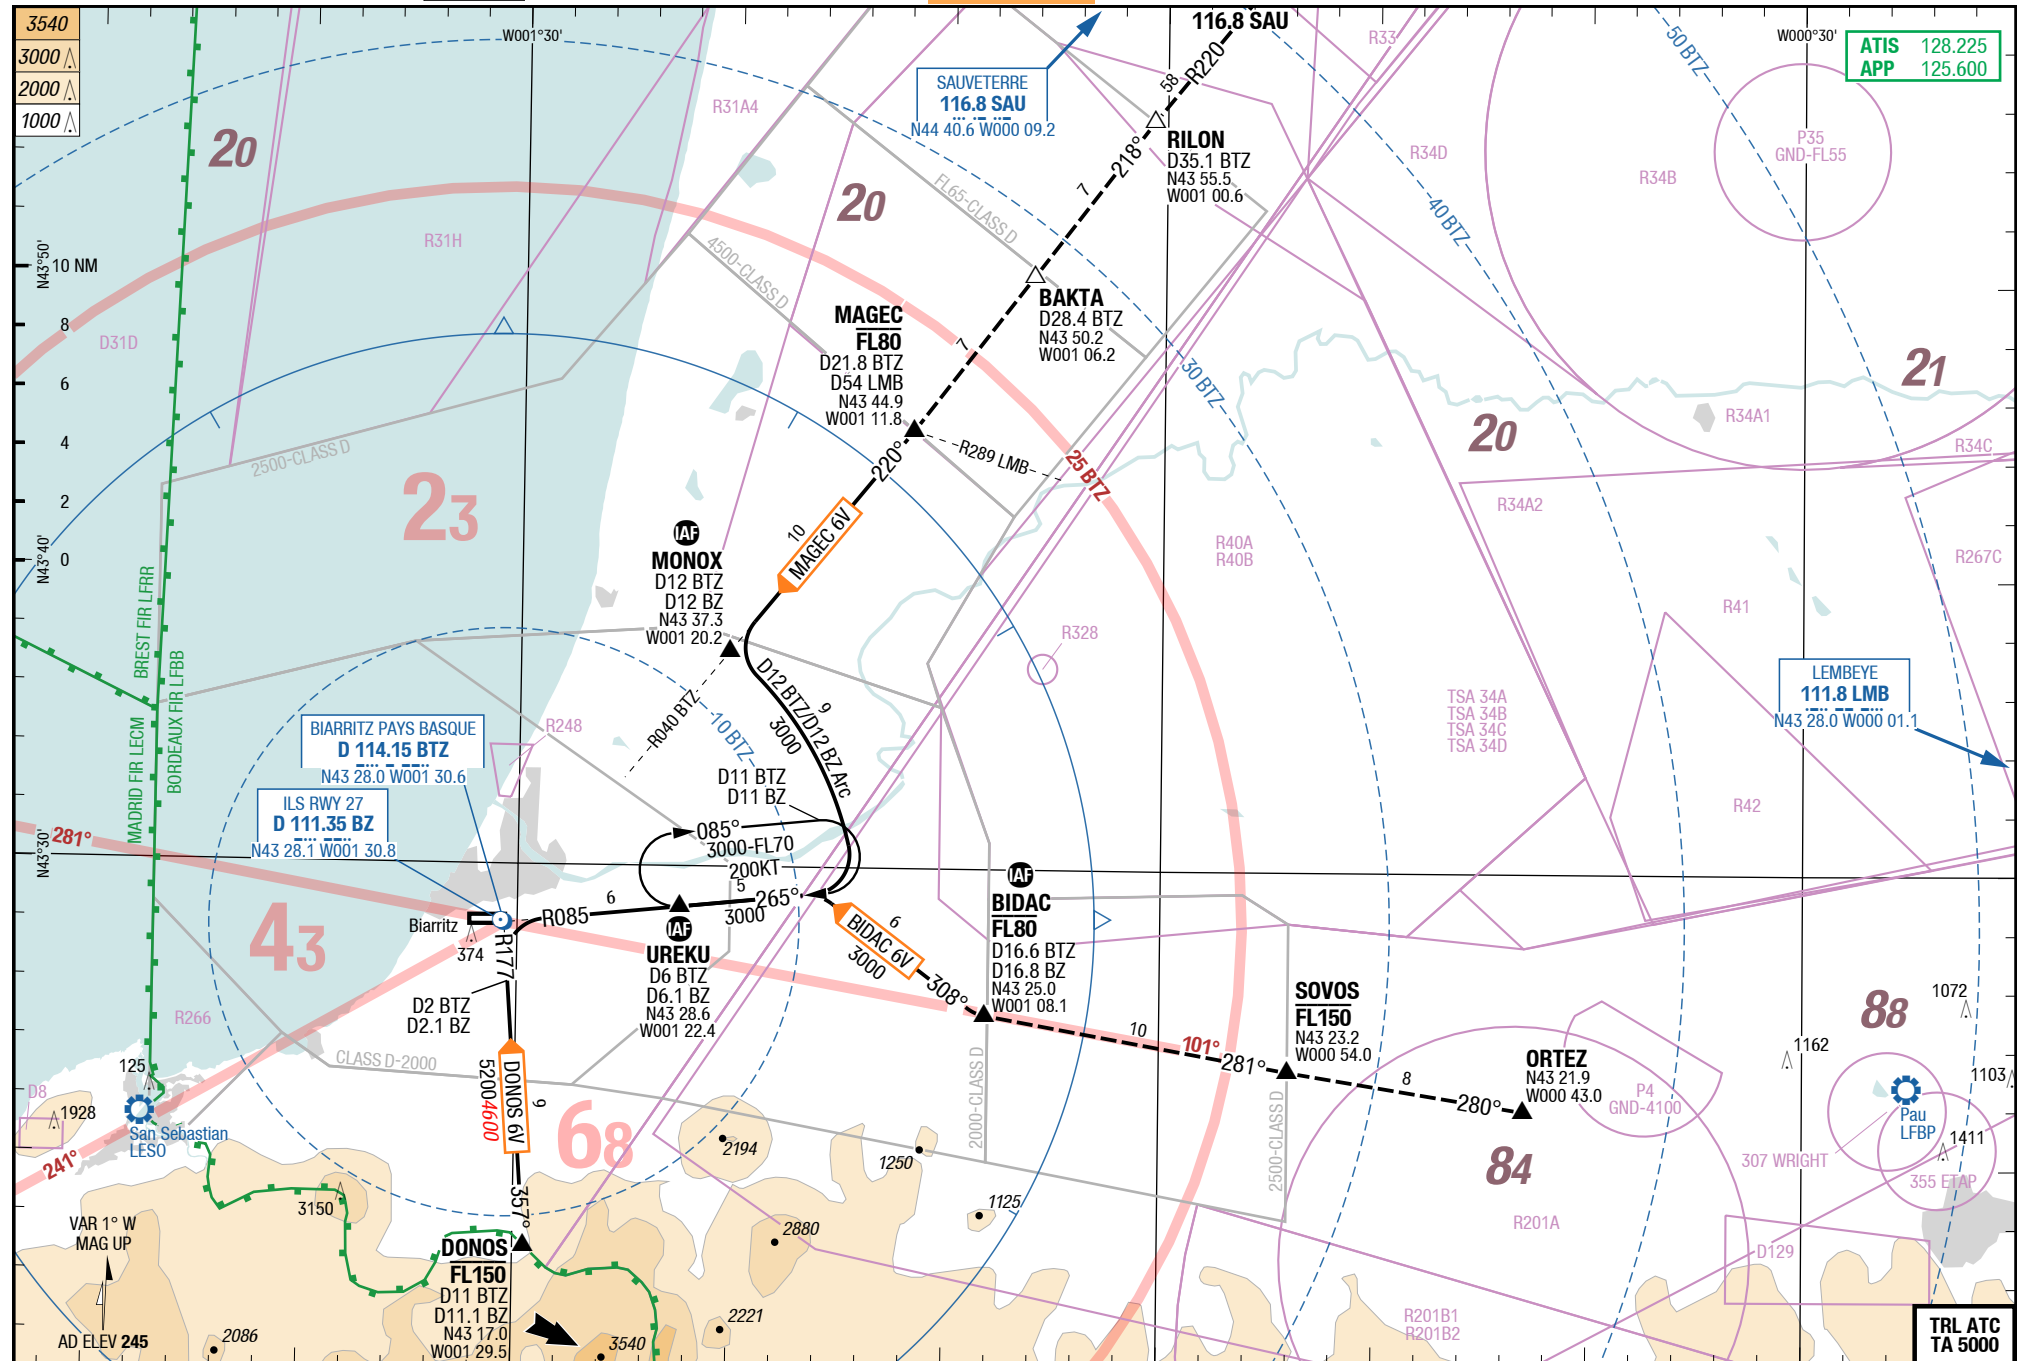 3540
3000
2000
1000
W001°30'
116.8 SAU
R33
50 BTZ
W000°30'
ATIS 128.225
APP 125.600
SAUVETERRE
116.8 SAU
N44 40.6 W000 09.2
58
R220
R31A4
20
20
RILON
D35.1 BTZ
N43 55.5
W001 00.6
218°
7
R34D
R34B
P35
GND-FL55
FL65-CLASS D
40 BTZ
R31H
4500-CLASS D
N43°50'
10 NM
8
6
4
2
0
N43°40'
D31D
BAKTA
D28.4 BTZ
N43 50.2
W001 06.2
7
MAGEC
FL80
D21.8 BTZ
D54 LMB
N43 44.9
W001 11.8
30 BTZ
21
20
R34A1
R34C
2500-CLASS D
R289 LMB
25 BTZ
220°
23
R34A2
10
MAGEC 6V
IAF
MONOX
D12 BTZ
D12 BZ
N43 37.3
W001 20.2
R40A
R40B
R267C
R41
BREST FIR LFRR
BORDEAUX FIR LFBB
MADRID FIR LECM
R328
D12 BTZ/D12 BZ Arc
9
3000
R040 BTZ
10 BTZ
LEMBEYE
111.8 LMB
N43 28.0 W000 01.1
TSA 34A
TSA 34B
TSA 34C
TSA 34D
BIARRITZ PAYS BASQUE
D 114.15 BTZ
N43 28.0 W001 30.6
R248
D11 BTZ
D11 BZ
ILS RWY 27
D 111.35 BZ
N43 28.1 W001 30.8
R42
281°
N43°30'
085°
3000-FL70
200KT
5
265°
3000
6
R085
IAF
UREKU
D6 BTZ
D6.1 BZ
N43 28.6
W001 22.4
IAF
BIDAC
FL80
D16.6 BTZ
D16.8 BZ
N43 25.0
W001 08.1
6
BIDAC 6V
3000
308°
Biarritz
374
R177
43
D2 BTZ
D2.1 BZ
R266
SOVOS
FL150
N43 23.2
W000 54.0
10
101°
281°
8
280°
ORTEZ
N43 21.9
W000 43.0
88
1072
1162
1103
CLASS D-2000
125
D8
1928
San Sebastian
LESO
241°
DONOS 6V
9
5200
4600
68
2194
1250
2000-CLASS D
2500-CLASS D
P4
GND-4100
Pau
LFBP
1411
307 WRIGHT
355 ETAP
84
357°
3150
1125
2880
R201A
D129
VAR 1° W
MAG UP
AD ELEV 245
DONOS
FL150
D11 BTZ
D11.1 BZ
N43 17.0
W001 29.5
2086
3540
2221
R201B1
R201B2
TRL ATC
TA 5000